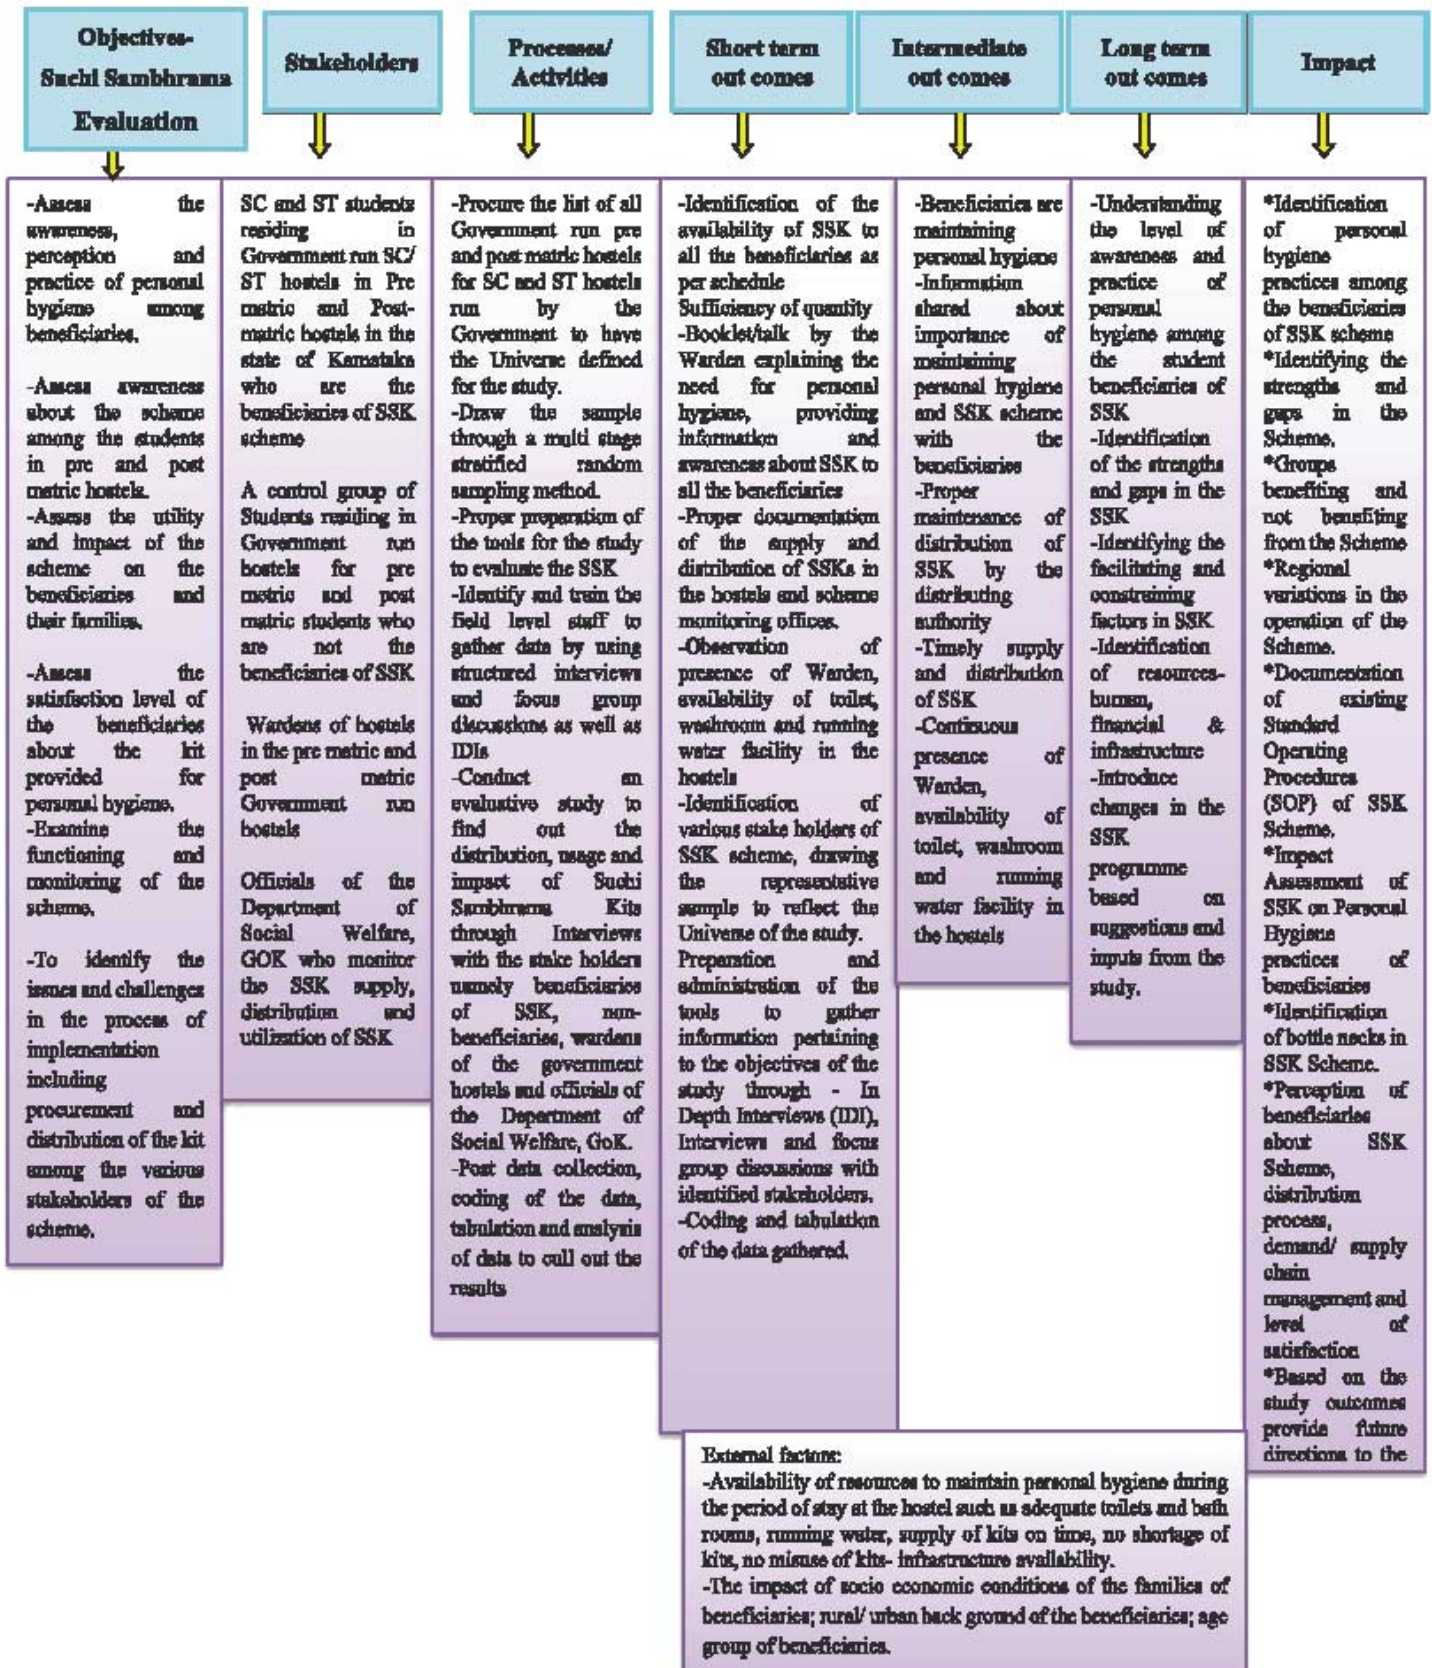 Objectives-
Suchi Sambhrama
Evaluation
Stakeholders
Processes/
Activities
Short term
out comes
Intermediate
out comes
Long term
out comes
Impact
-Assess the
awareness,
perception and
practice of personal
hygiene among
beneficiaries.
-Assess awareness
about the scheme
among the students
in pre and post
metric hostels.
-Assess the utility
and impact of the
scheme on the
beneficiaries and
their families.
-Assess the
satisfaction level of
the beneficiaries
about the kit
provided for
personal hygiene.
-Examine the
functioning and
monitoring of the
scheme.
-To identify the
issues and challenges
in the process of
implementation
including
procurement and
distribution of the kit
among the various
stakeholders of the
scheme.
SC and ST students
residing in
Government run SC/
ST hostels in Pre
metric and Post-
matric hostels in the
state of Karnataka
who are the
beneficiaries of SSK
scheme
A control group of
Students residing in
Government run
hostels for pre
metric and post
matric students who
are not the
beneficiaries of SSK
Wardens of hostels
in the pre matric and
post matric
Government run
hostels
Officials of the
Department of
Social Welfare,
GOK who monitor
the SSK supply,
distribution and
utilization of SSK
-Procure the list of all
Government run pre
and post matric hostels
for SC and ST hostels
run by the
Government to have
the Universe defined
for the study.
-Draw the sample
through a multi stage
stratified random
sampling method.
-Proper preparation of
the tools for the study
to evaluate the SSK
-Identify and train the
field level staff to
gather data by using
structured interviews
and focus group
discussions as well as
IDIs
-Conduct an
evaluative study to
find out the
distribution, usage and
impact of Suchi
Sambhrama Kits
through Interviews
with the stake holders
namely beneficiaries
of SSK, non-
beneficiaries, wardens
of the government
hostels and officials of
the Department of
Social Welfare, GoK.
-Post data collection,
coding of the data,
tabulation and analysis
of data to cull out the
results
-Identification of the
availability of SSK to
all the beneficiaries as
per schedule
Sufficiency of quantity
-Booklet/talk by the
Warden explaining the
need for personal
hygiene, providing
information and
awareness about SSK to
all the beneficiaries
-Proper documentation
of the supply and
distribution of SSKs in
the hostels and scheme
monitoring offices.
-Observation of
presence of Warden,
availability of toilet,
washroom and running
water facility in the
hostels
-Identification of
various stake holders of
SSK scheme, drawing
the representative
sample to reflect the
Universe of the study.
Preparation and
administration of the
tools to gather
information pertaining
to the objectives of the
study through - In
Depth Interviews (IDI),
Interviews and focus
group discussions with
identified stakeholders.
-Coding and tabulation
of the data gathered.
-Beneficiaries are
maintaining
personal hygiene
-Information
shared about
importance of
maintaining
personal hygiene
and SSK scheme
with the
beneficiaries
-Proper
maintenance of
distribution of
SSK by the
distributing
authority
-Timely supply
and distribution
of SSK
-Continuous
presence of
Warden,
availability of
toilet, washroom
and running
water facility in
the hostels
-Understanding
the level of
awareness and
practice of
personal
hygiene among
the student
beneficiaries of
SSK
-Identification
of the strengths
and gaps in the
SSK
-Identifying the
facilitating and
constraining
factors in SSK
-Identification
of resources-
human,
financial &
infrastructure
-Introduce
changes in the
SSK
programme
based on
suggestions and
inputs from the
study.
*Identification
of personal
hygiene
practices among
the beneficiaries
of SSK scheme
*Identifying the
strengths and
gaps in the
Scheme.
*Groups
benefiting and
not benefiting
from the Scheme
*Regional
variations in the
operation of the
Scheme.
*Documentation
of existing
Standard
Operating
Procedures
(SOP) of SSK
Scheme.
*Impact
Assessment of
SSK on Personal
Hygiene
practices of
beneficiaries
*Identification
of bottle necks in
SSK Scheme.
*Perception of
beneficiaries
about SSK
Scheme,
distribution
process,
demand/ supply
chain
management and
level of
satisfaction
*Based on the
study outcomes
provide future
directions to the
External factors:
-Availability of resources to maintain personal hygiene during
the period of stay at the hostel such as adequate toilets and bath
rooms, running water, supply of kits on time, no shortage of
kits, no misuse of kits- infrastructure availability.
-The impact of socio economic conditions of the families of
beneficiaries; rural/ urban back ground of the beneficiaries; age
group of beneficiaries.